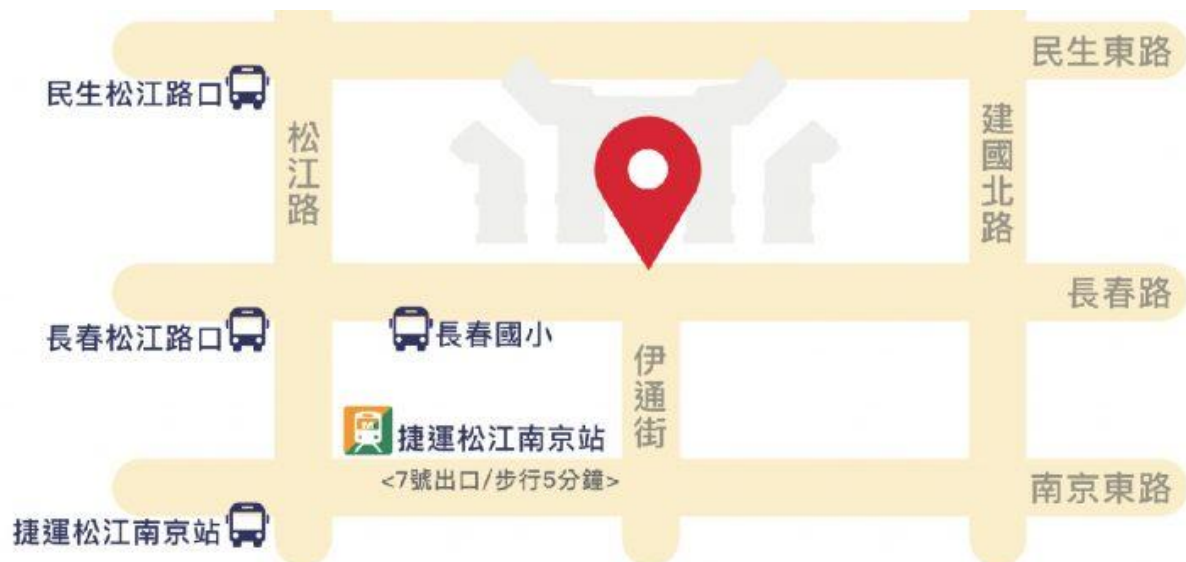 民生東路
民生松江路口
松江路
建國北路
長春路
長春松江路口
長春國小
伊通街
捷運松江南京站
<7號出口/步行5分鐘>
南京東路
捷運松江南京站